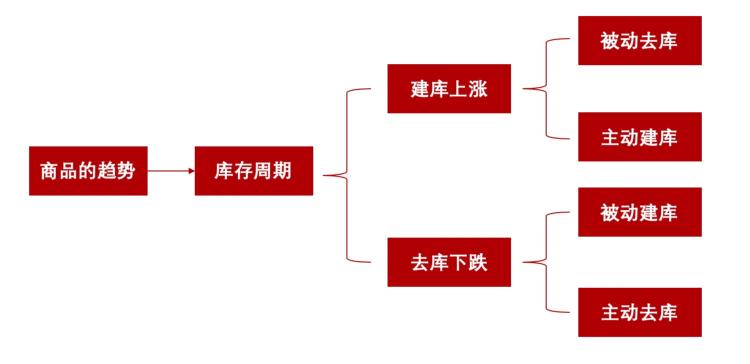 商品的趋势
库存周期
建库上涨
被动去库
主动建库
去库下跌
被动建库
主动去库